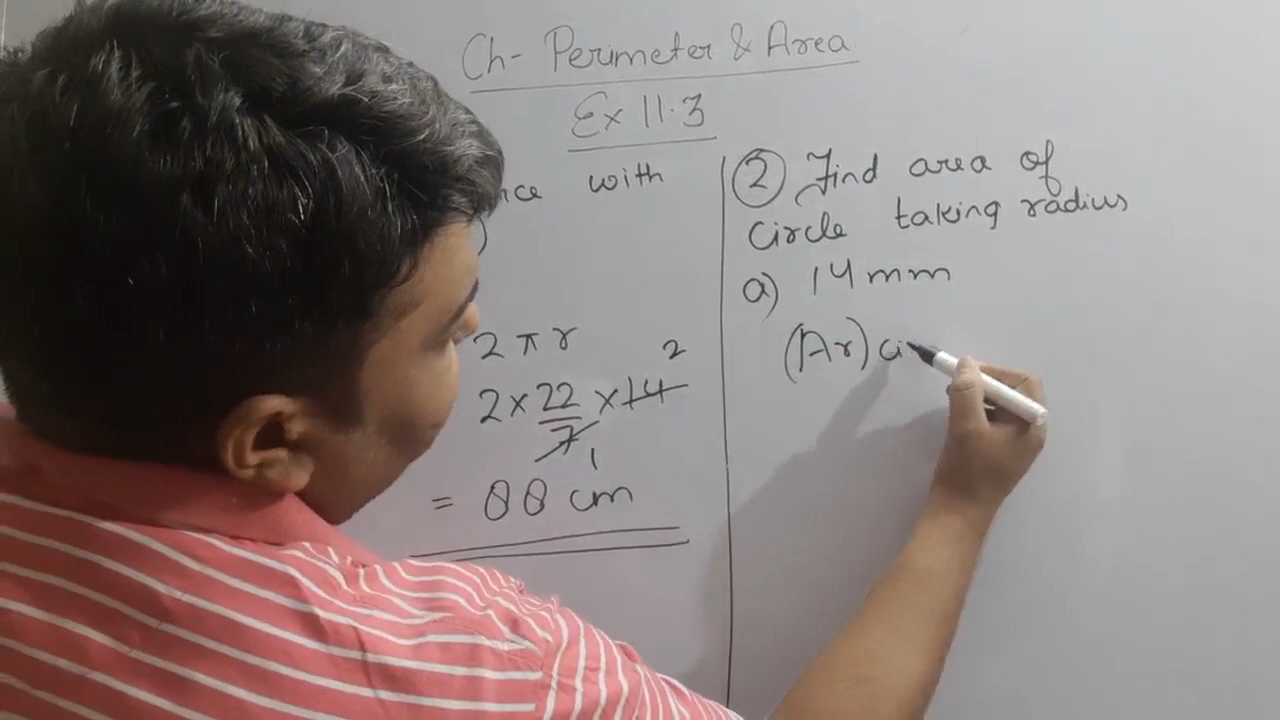 Ch- Perimeter & Area
Ex 11.3
with
2πr
2 × 22/7 × 14 2
1
= 88 cm
② Find area of
circle taking radius
a) 14 mm
(Ar) ci